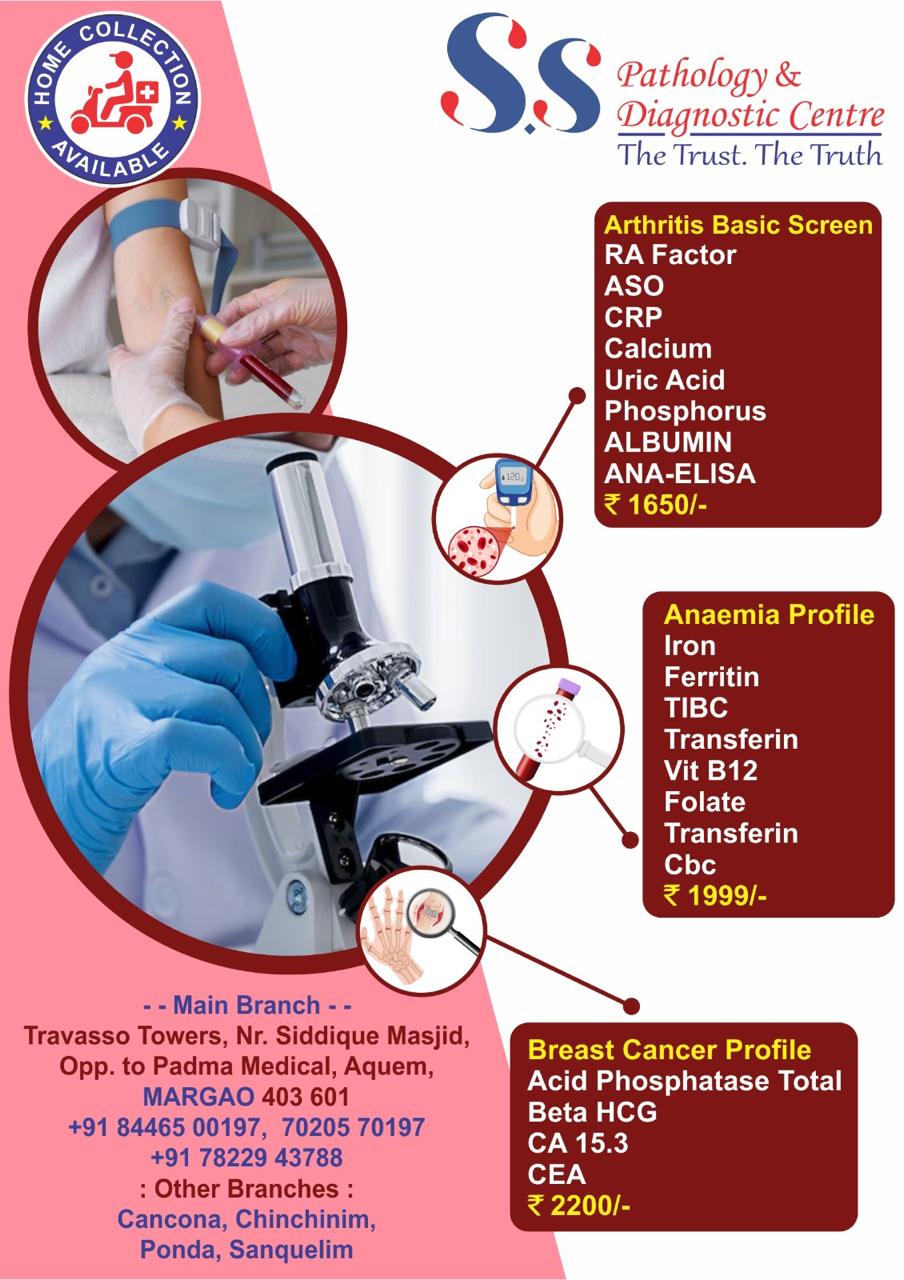 HOME COLLECTION
AVAILABLE
S.S
Pathology &
Diagnostic Centre
The Trust. The Truth
Arthritis Basic Screen
RA Factor
ASO
CRP
Calcium
Uric Acid
Phosphorus
ALBUMIN
ANA-ELISA
₹ 1650/-
Anaemia Profile
Iron
Ferritin
TIBC
Transferin
Vit B12
Folate
Transferin
Cbc
₹ 1999/-
Breast Cancer Profile
Acid Phosphatase Total
Beta HCG
CA 15.3
CEA
₹ 2200/-
- - Main Branch - -
Travasso Towers, Nr. Siddique Masjid,
Opp. to Padma Medical, Aquem,
MARGAO 403 601
+91 84465 00197, 70205 70197
+91 78229 43788
: Other Branches :
Cancona, Chinchinim,
Ponda, Sanquelim